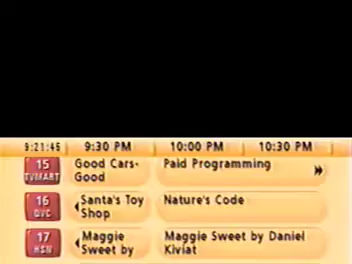 9:21:45 9:30 PM 10:00 PM 10:30 PM
15 Good Cars- Paid Programming
TVMART Good
16 Santa's Toy Nature's Code
QVC Shop
17 Maggie Maggie Sweet by Daniel
HSN Sweet by Kiviat